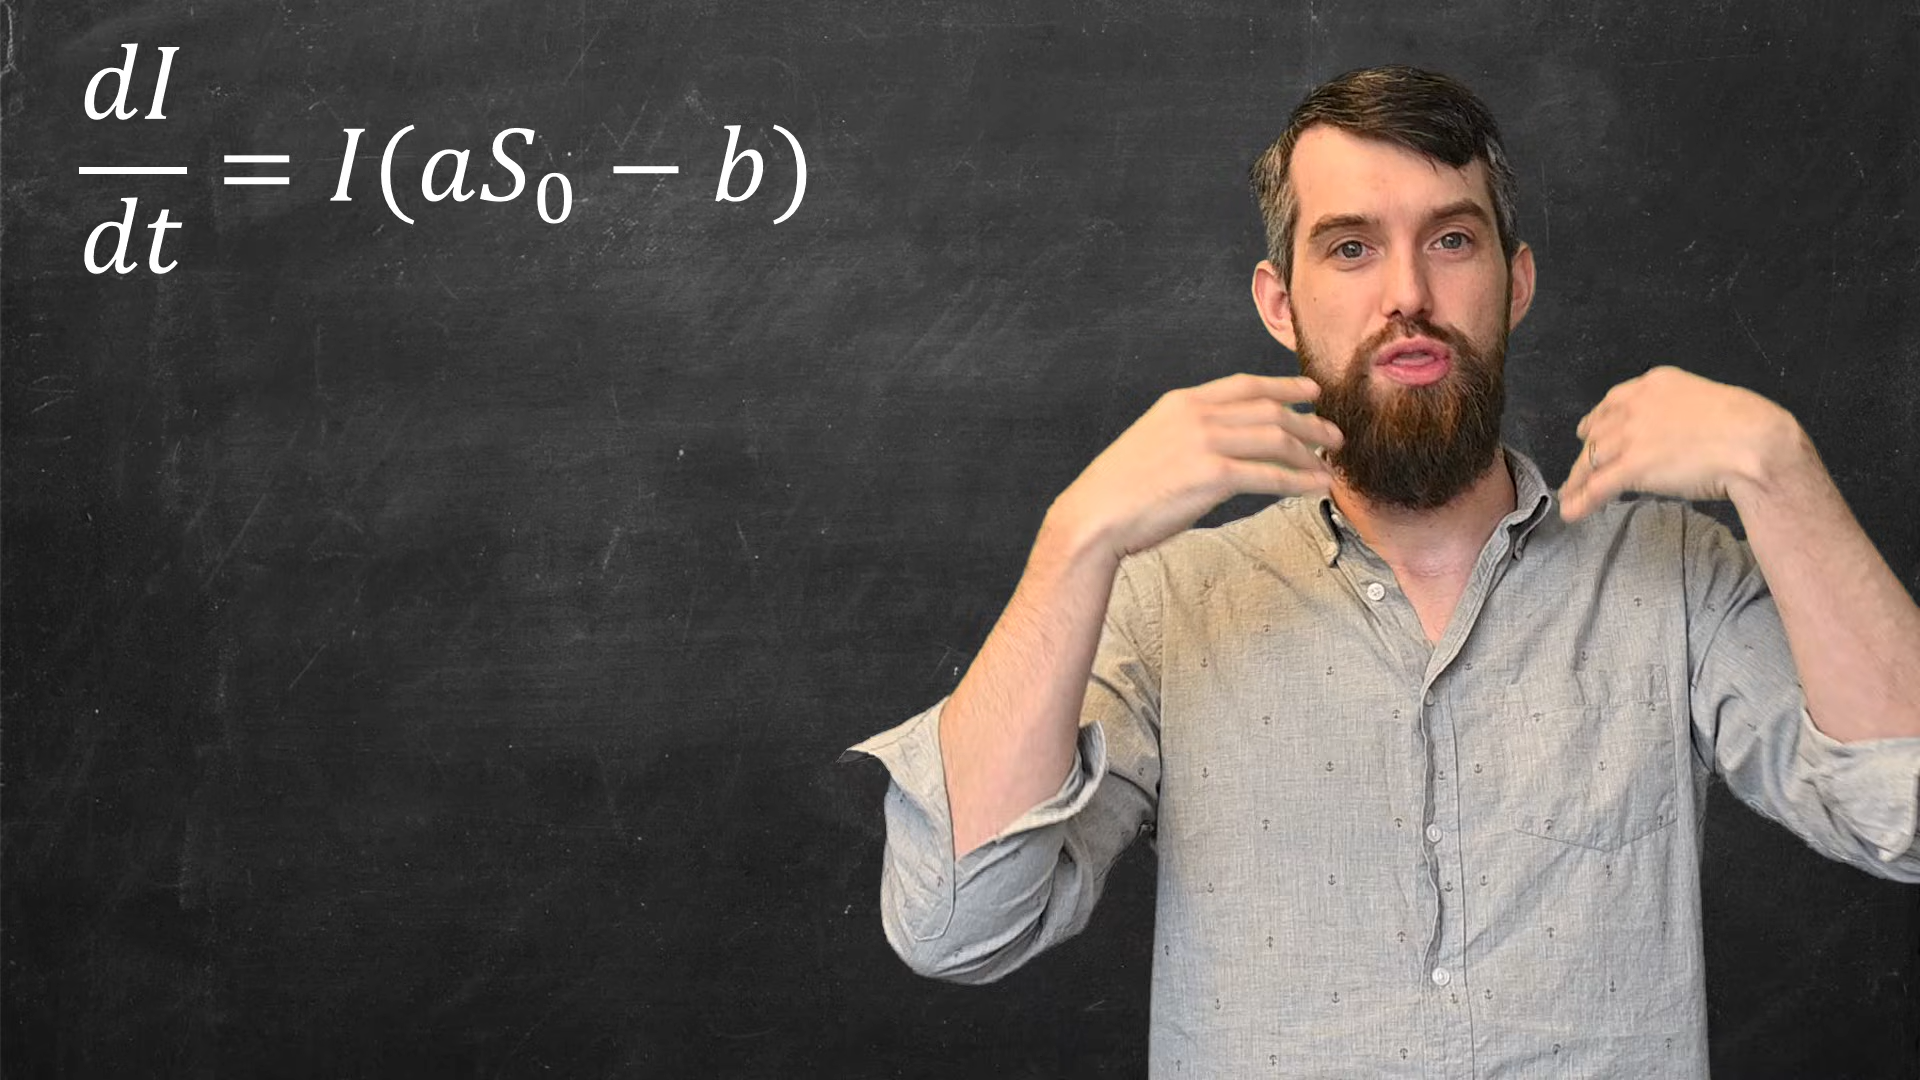 dI/dt = I(aS₀ − b)